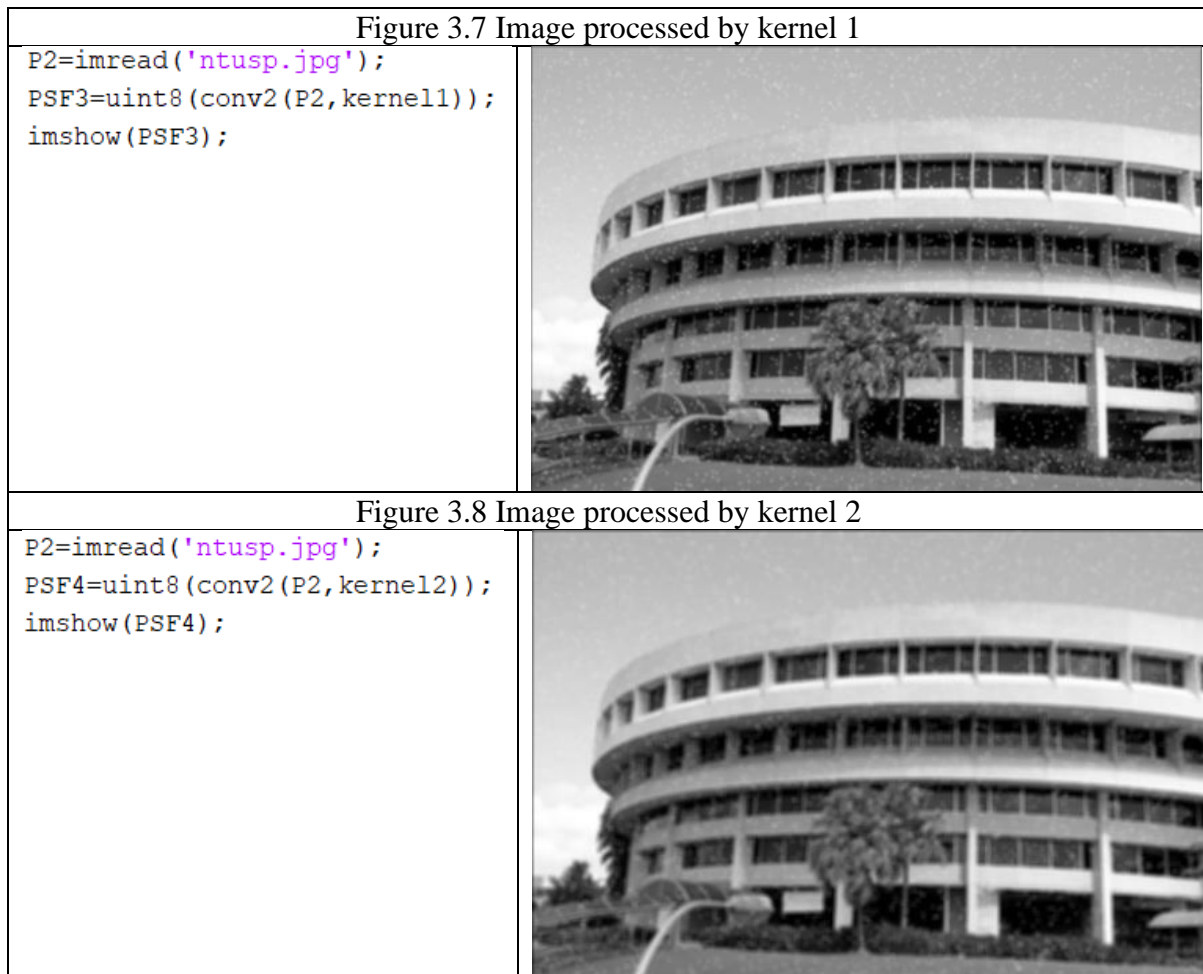 Figure 3.7 Image processed by kernel 1
P2=imread('ntusp.jpg');
PSF3=uint8(conv2(P2,kernel1));
imshow(PSF3);
Figure 3.8 Image processed by kernel 2
P2=imread('ntusp.jpg');
PSF4=uint8(conv2(P2,kernel2));
imshow(PSF4);